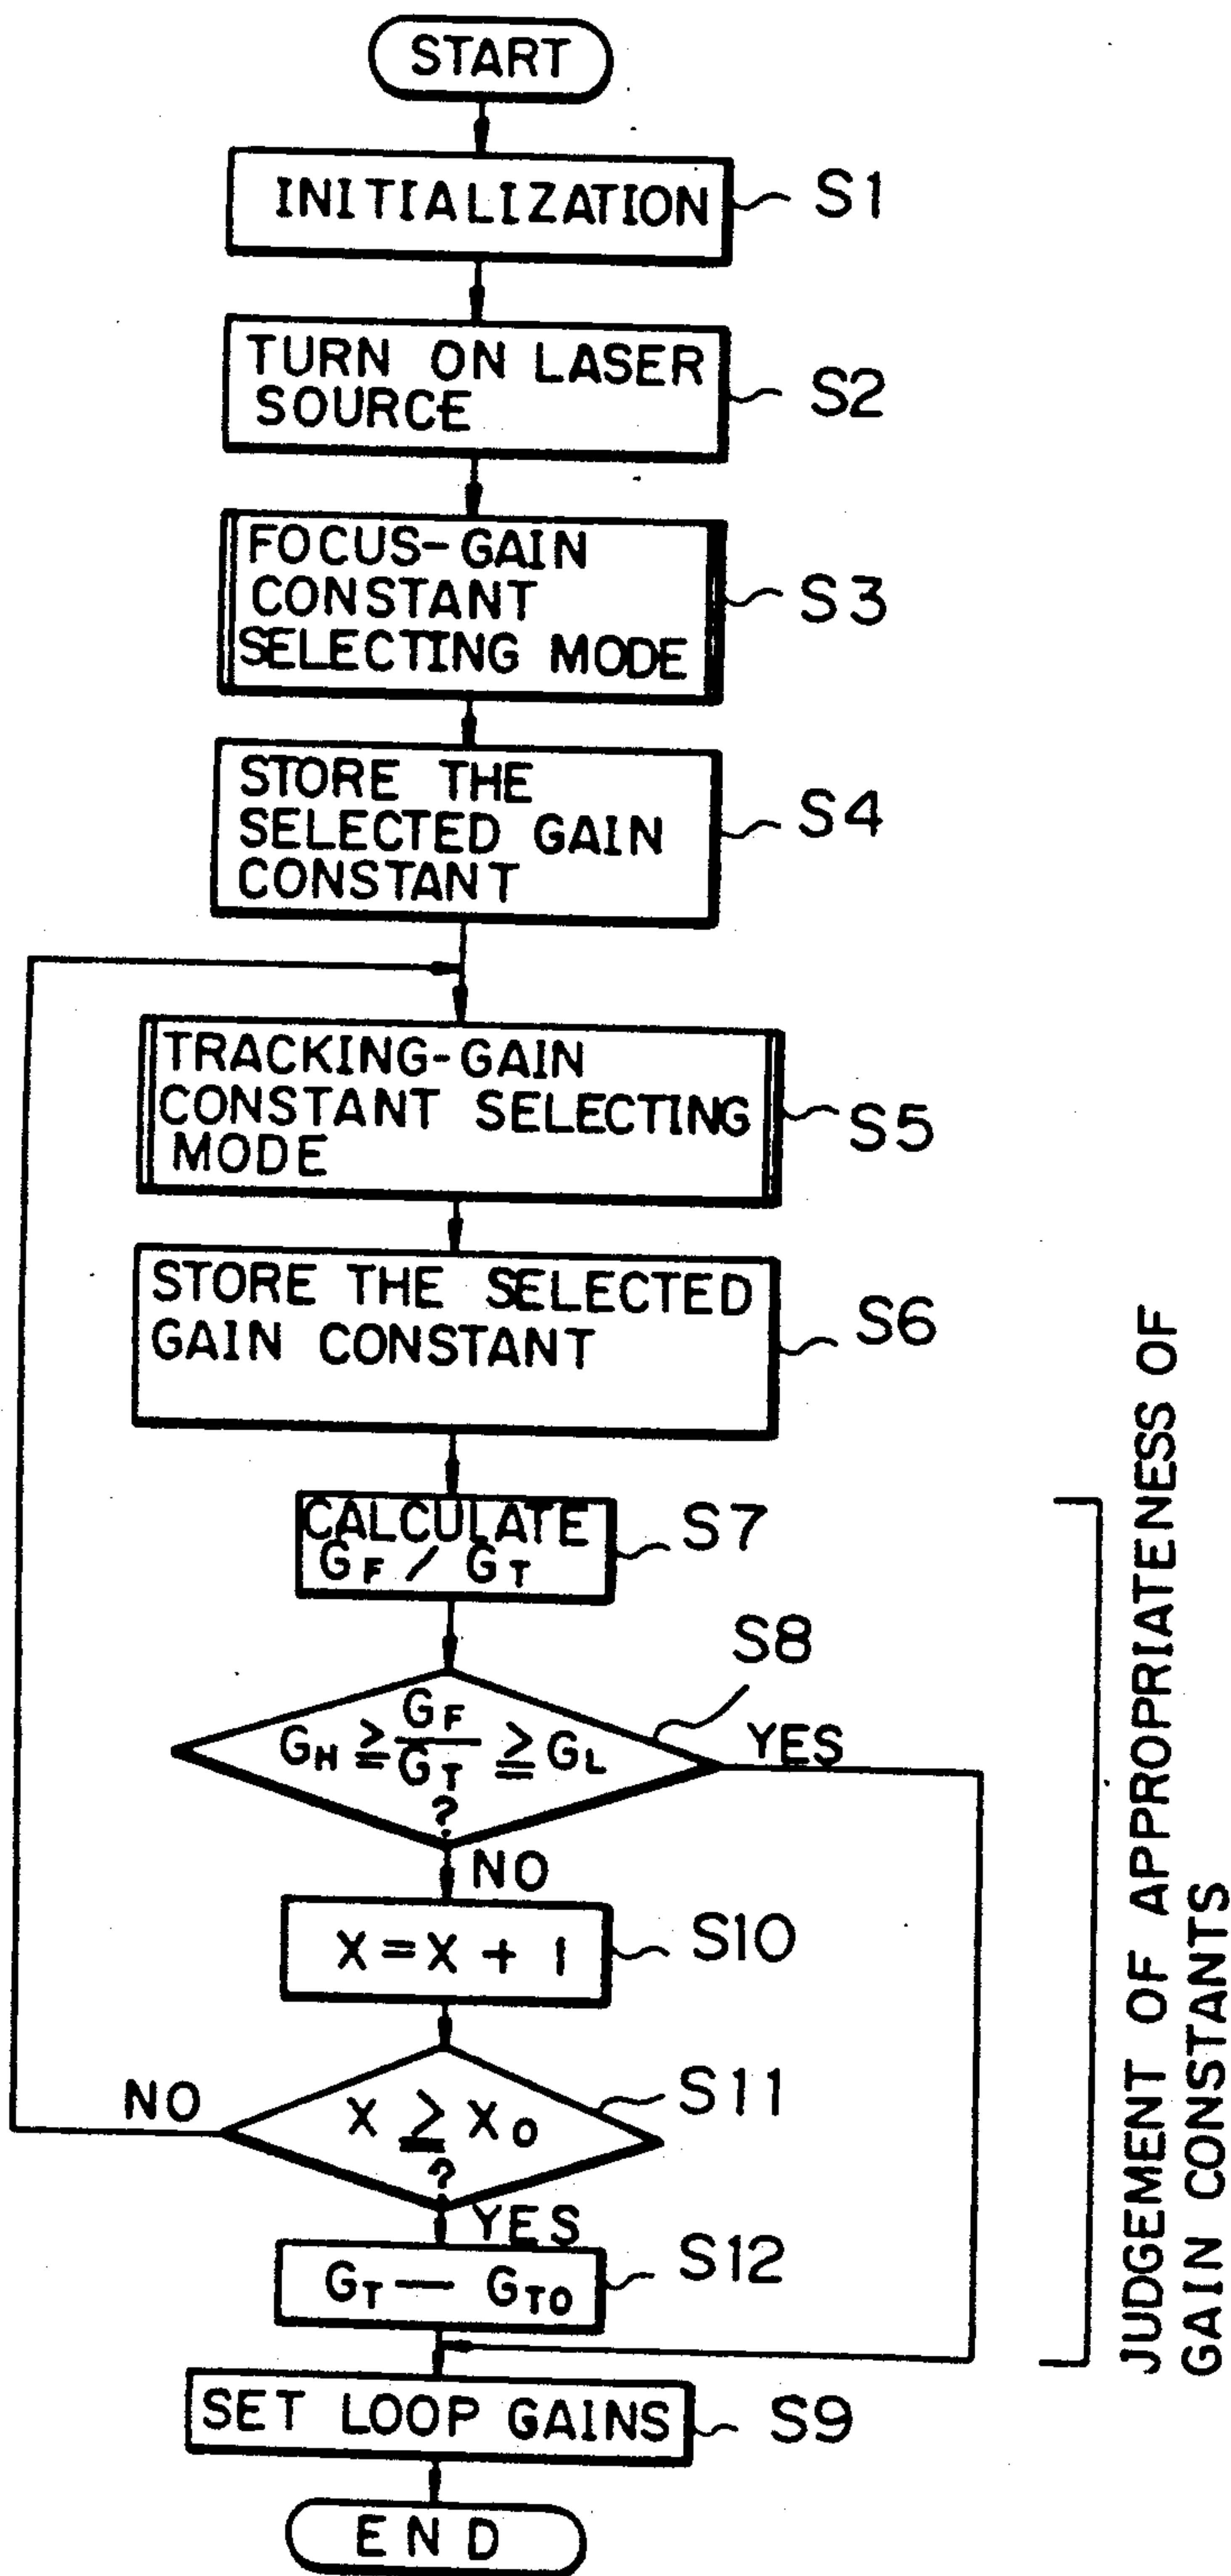 START
INITIALIZATION
S1
TURN ON LASER
SOURCE
S2
FOCUS-GAIN
CONSTANT
SELECTING MODE
S3
STORE THE
SELECTED GAIN
CONSTANT
S4
TRACKING-GAIN
CONSTANT SELECTING
MODE
S5
STORE THE SELECTED
GAIN CONSTANT
S6
CALCULATE
GF / GT
S7
S8
GH ≥ GF/GT ≥ GL
?
YES
NO
X = X + 1
S10
X ≥ X0
?
S11
NO
YES
GT — GT0
S12
SET LOOP GAINS
S9
END
JUDGEMENT OF APPROPRIATENESS OF
GAIN CONSTANTS